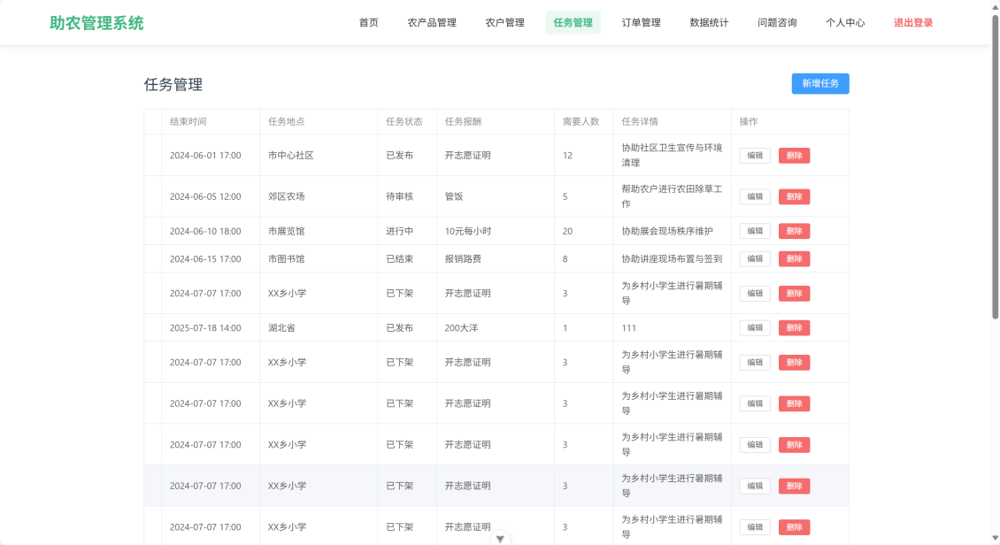 助农管理系统 首页 农产品管理 农户管理 任务管理 订单管理 数据统计 问题咨询 个人中心 退出登录
任务管理 新增任务
结束时间 任务地点 任务状态 任务报酬 需要人数 任务详情 操作
2024-06-01 17:00 市中心社区 已发布 开志愿证明 12 协助社区卫生宣传与环境 编辑 删除
清理
2024-06-05 12:00 郊区农场 待审核 管饭 5 帮助农户进行农田除草工 编辑 删除
作
2024-06-10 18:00 市展览馆 进行中 10元每小时 20 协助展会现场秩序维护 编辑 删除
2024-06-15 17:00 市图书馆 已结束 报销路费 8 协助讲座现场布置与签到 编辑 删除
2024-07-07 17:00 XX乡小学 已下架 开志愿证明 3 为乡村小学生进行暑期辅 编辑 删除
导
2025-07-18 14:00 湖北省 已发布 200大洋 1 111 编辑 删除
2024-07-07 17:00 XX乡小学 已下架 开志愿证明 3 为乡村小学生进行暑期辅 编辑 删除
导
2024-07-07 17:00 XX乡小学 已下架 开志愿证明 3 为乡村小学生进行暑期辅 编辑 删除
导
2024-07-07 17:00 XX乡小学 已下架 开志愿证明 3 为乡村小学生进行暑期辅 编辑 删除
导
2024-07-07 17:00 XX乡小学 已下架 开志愿证明 3 为乡村小学生进行暑期辅 编辑 删除
导
2024-07-07 17:00 XX乡小学 已下架 开志愿证明 3 为乡村小学生进行暑期辅 编辑 删除
导